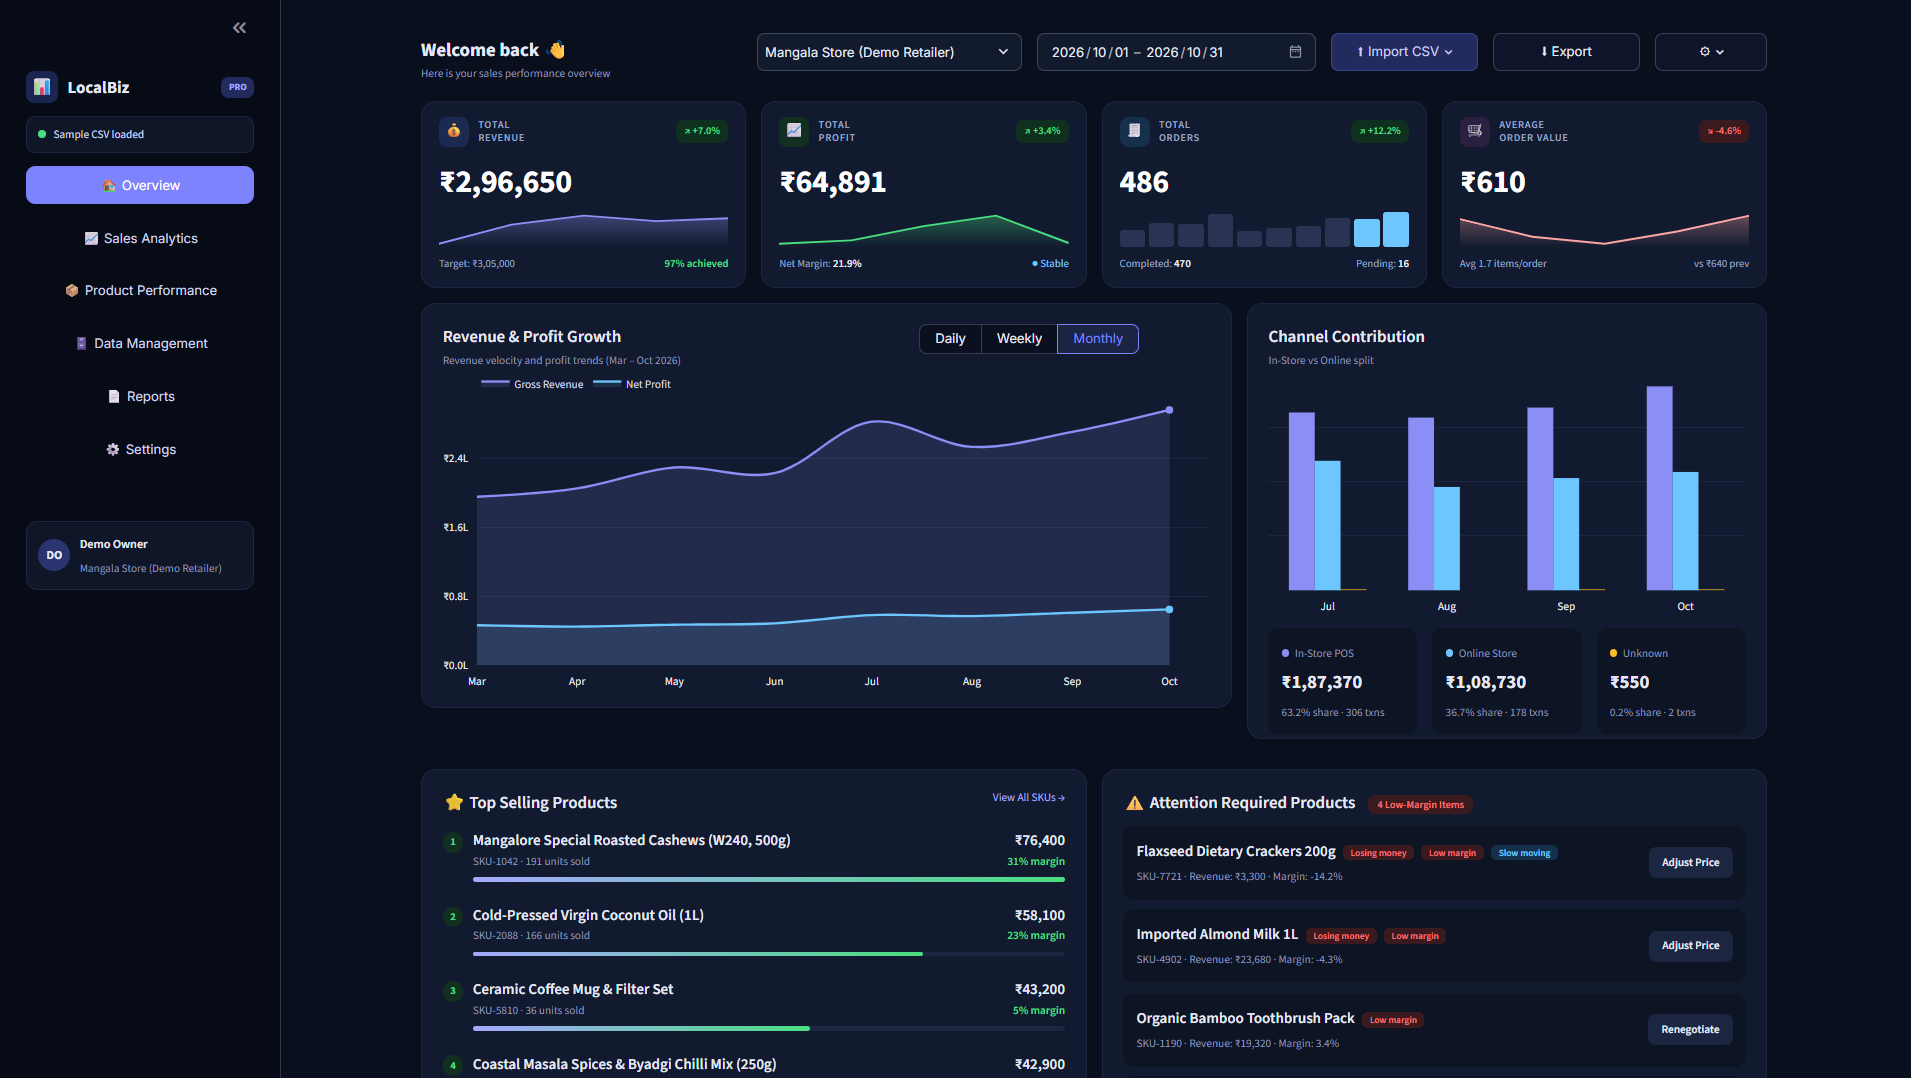 LocalBiz
PRO
Sample CSV loaded
Overview
Sales Analytics
Product Performance
Data Management
Reports
Settings
DO
Demo Owner
Mangala Store (Demo Retailer)
Welcome back
Here is your sales performance overview
Mangala Store (Demo Retailer)
2026/10/01 – 2026/10/31
Import CSV
Export
TOTAL
REVENUE
+7.0%
₹2,96,650
Target: ₹3,05,000
97% achieved
TOTAL
PROFIT
+3.4%
₹64,891
Net Margin: 21.9%
Stable
TOTAL
ORDERS
+12.2%
486
Completed: 470
Pending: 16
AVERAGE
ORDER VALUE
-4.6%
₹610
Avg 1.7 items/order
vs ₹640 prev
Revenue & Profit Growth
Revenue velocity and profit trends (Mar – Oct 2026)
Daily
Weekly
Monthly
Gross Revenue
Net Profit
₹2.4L
₹1.6L
₹0.8L
₹0.0L
Mar
Apr
May
Jun
Jul
Aug
Sep
Oct
Channel Contribution
In-Store vs Online split
Jul
Aug
Sep
Oct
In-Store POS
₹1,87,370
63.2% share · 306 txns
Online Store
₹1,08,730
36.7% share · 178 txns
Unknown
₹550
0.2% share · 2 txns
Top Selling Products
View All SKUs →
1
Mangalore Special Roasted Cashews (W240, 500g)
₹76,400
SKU-1042 · 191 units sold
31% margin
2
Cold-Pressed Virgin Coconut Oil (1L)
₹58,100
SKU-2088 · 166 units sold
23% margin
3
Ceramic Coffee Mug & Filter Set
₹43,200
SKU-5810 · 36 units sold
5% margin
4
Coastal Masala Spices & Byadgi Chilli Mix (250g)
₹42,900
Attention Required Products
4 Low-Margin Items
Flaxseed Dietary Crackers 200g
Losing money
Low margin
Slow moving
SKU-7721 · Revenue: ₹3,300 · Margin: -14.2%
Adjust Price
Imported Almond Milk 1L
Losing money
Low margin
SKU-4902 · Revenue: ₹23,680 · Margin: -4.3%
Adjust Price
Organic Bamboo Toothbrush Pack
Low margin
SKU-1190 · Revenue: ₹19,320 · Margin: 3.4%
Renegotiate